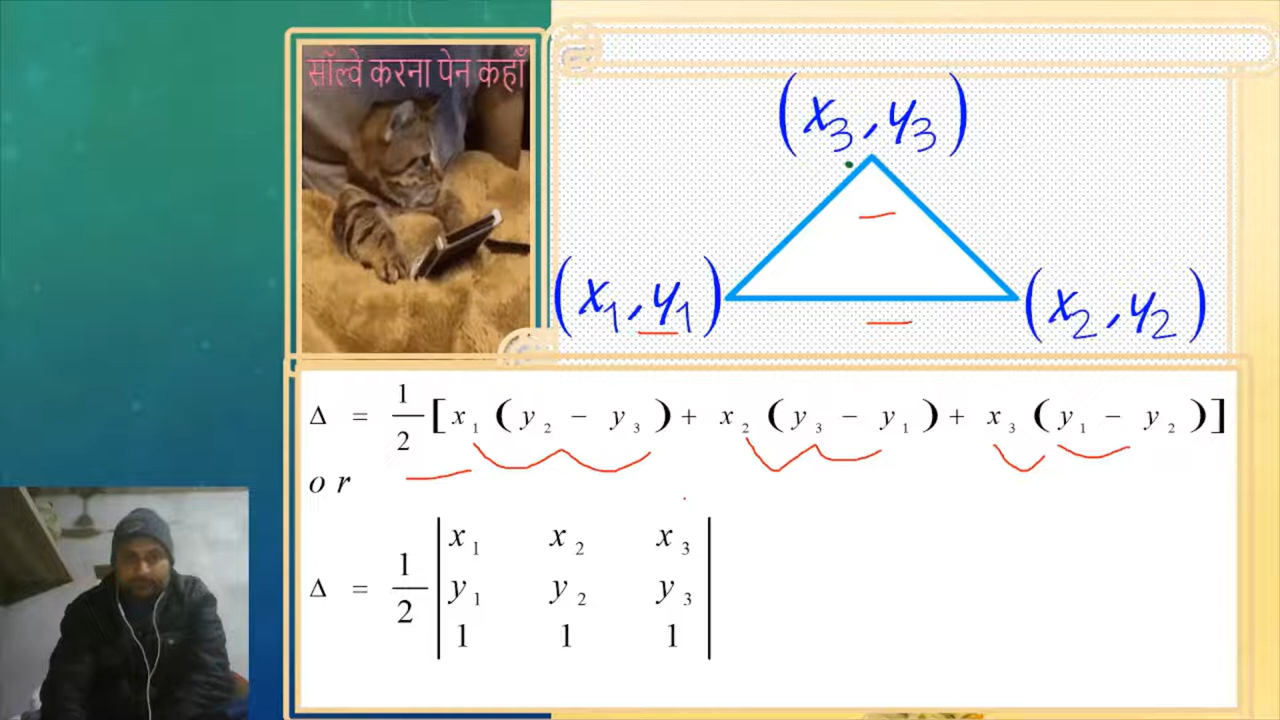 सॉल्वे करना पेन कहाँ
(x₃, y₃)
(x₁, y₁)
(x₂, y₂)
Δ = 1/2 [x₁ (y₂ − y₃) + x₂ (y₃ − y₁) + x₃ (y₁ − y₂)]
or
Δ = 1/2 | x₁ x₂ x₃ |
| y₁ y₂ y₃ |
| 1 1 1 |